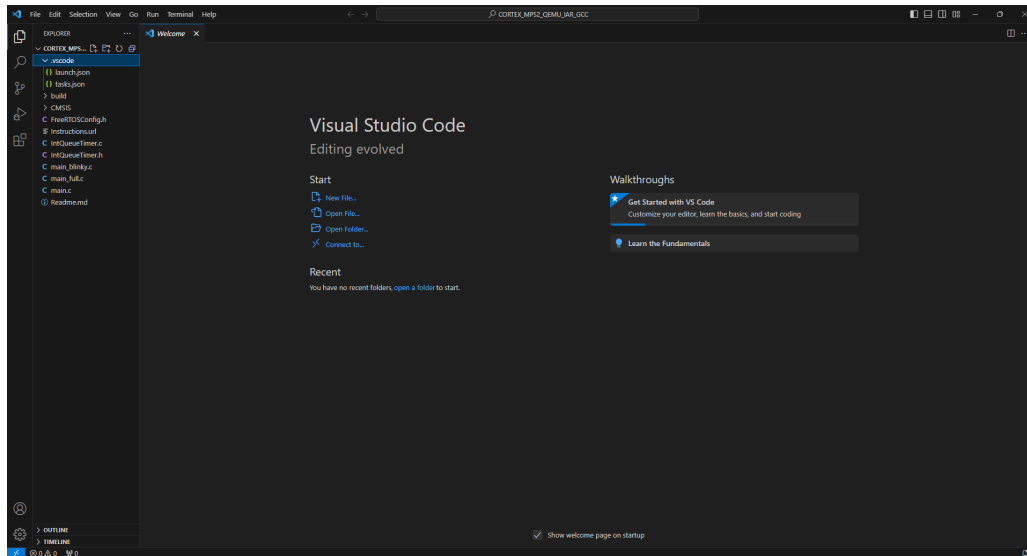 File Edit Selection View Go Run Terminal Help
CORTEX_MPS2_QEMU_IAR_GCC
EXPLORER
Welcome
CORTEX_MPS...
.vscode
{} launch.json
{} tasks.json
build
CMSIS
C FreeRTOSConfig.h
Instructions.url
C IntQueueTimer.c
C IntQueueTimer.h
C main_blinky.c
C main_full.c
C main.c
Readme.md
Visual Studio Code
Editing evolved
Start
New File...
Open File...
Open Folder...
Connect to...
Recent
You have no recent folders, open a folder to start.
Walkthroughs
Get Started with VS Code
Customize your editor, learn the basics, and start coding
Learn the Fundamentals
OUTLINE
TIMELINE
Show welcome page on startup
0 0 0